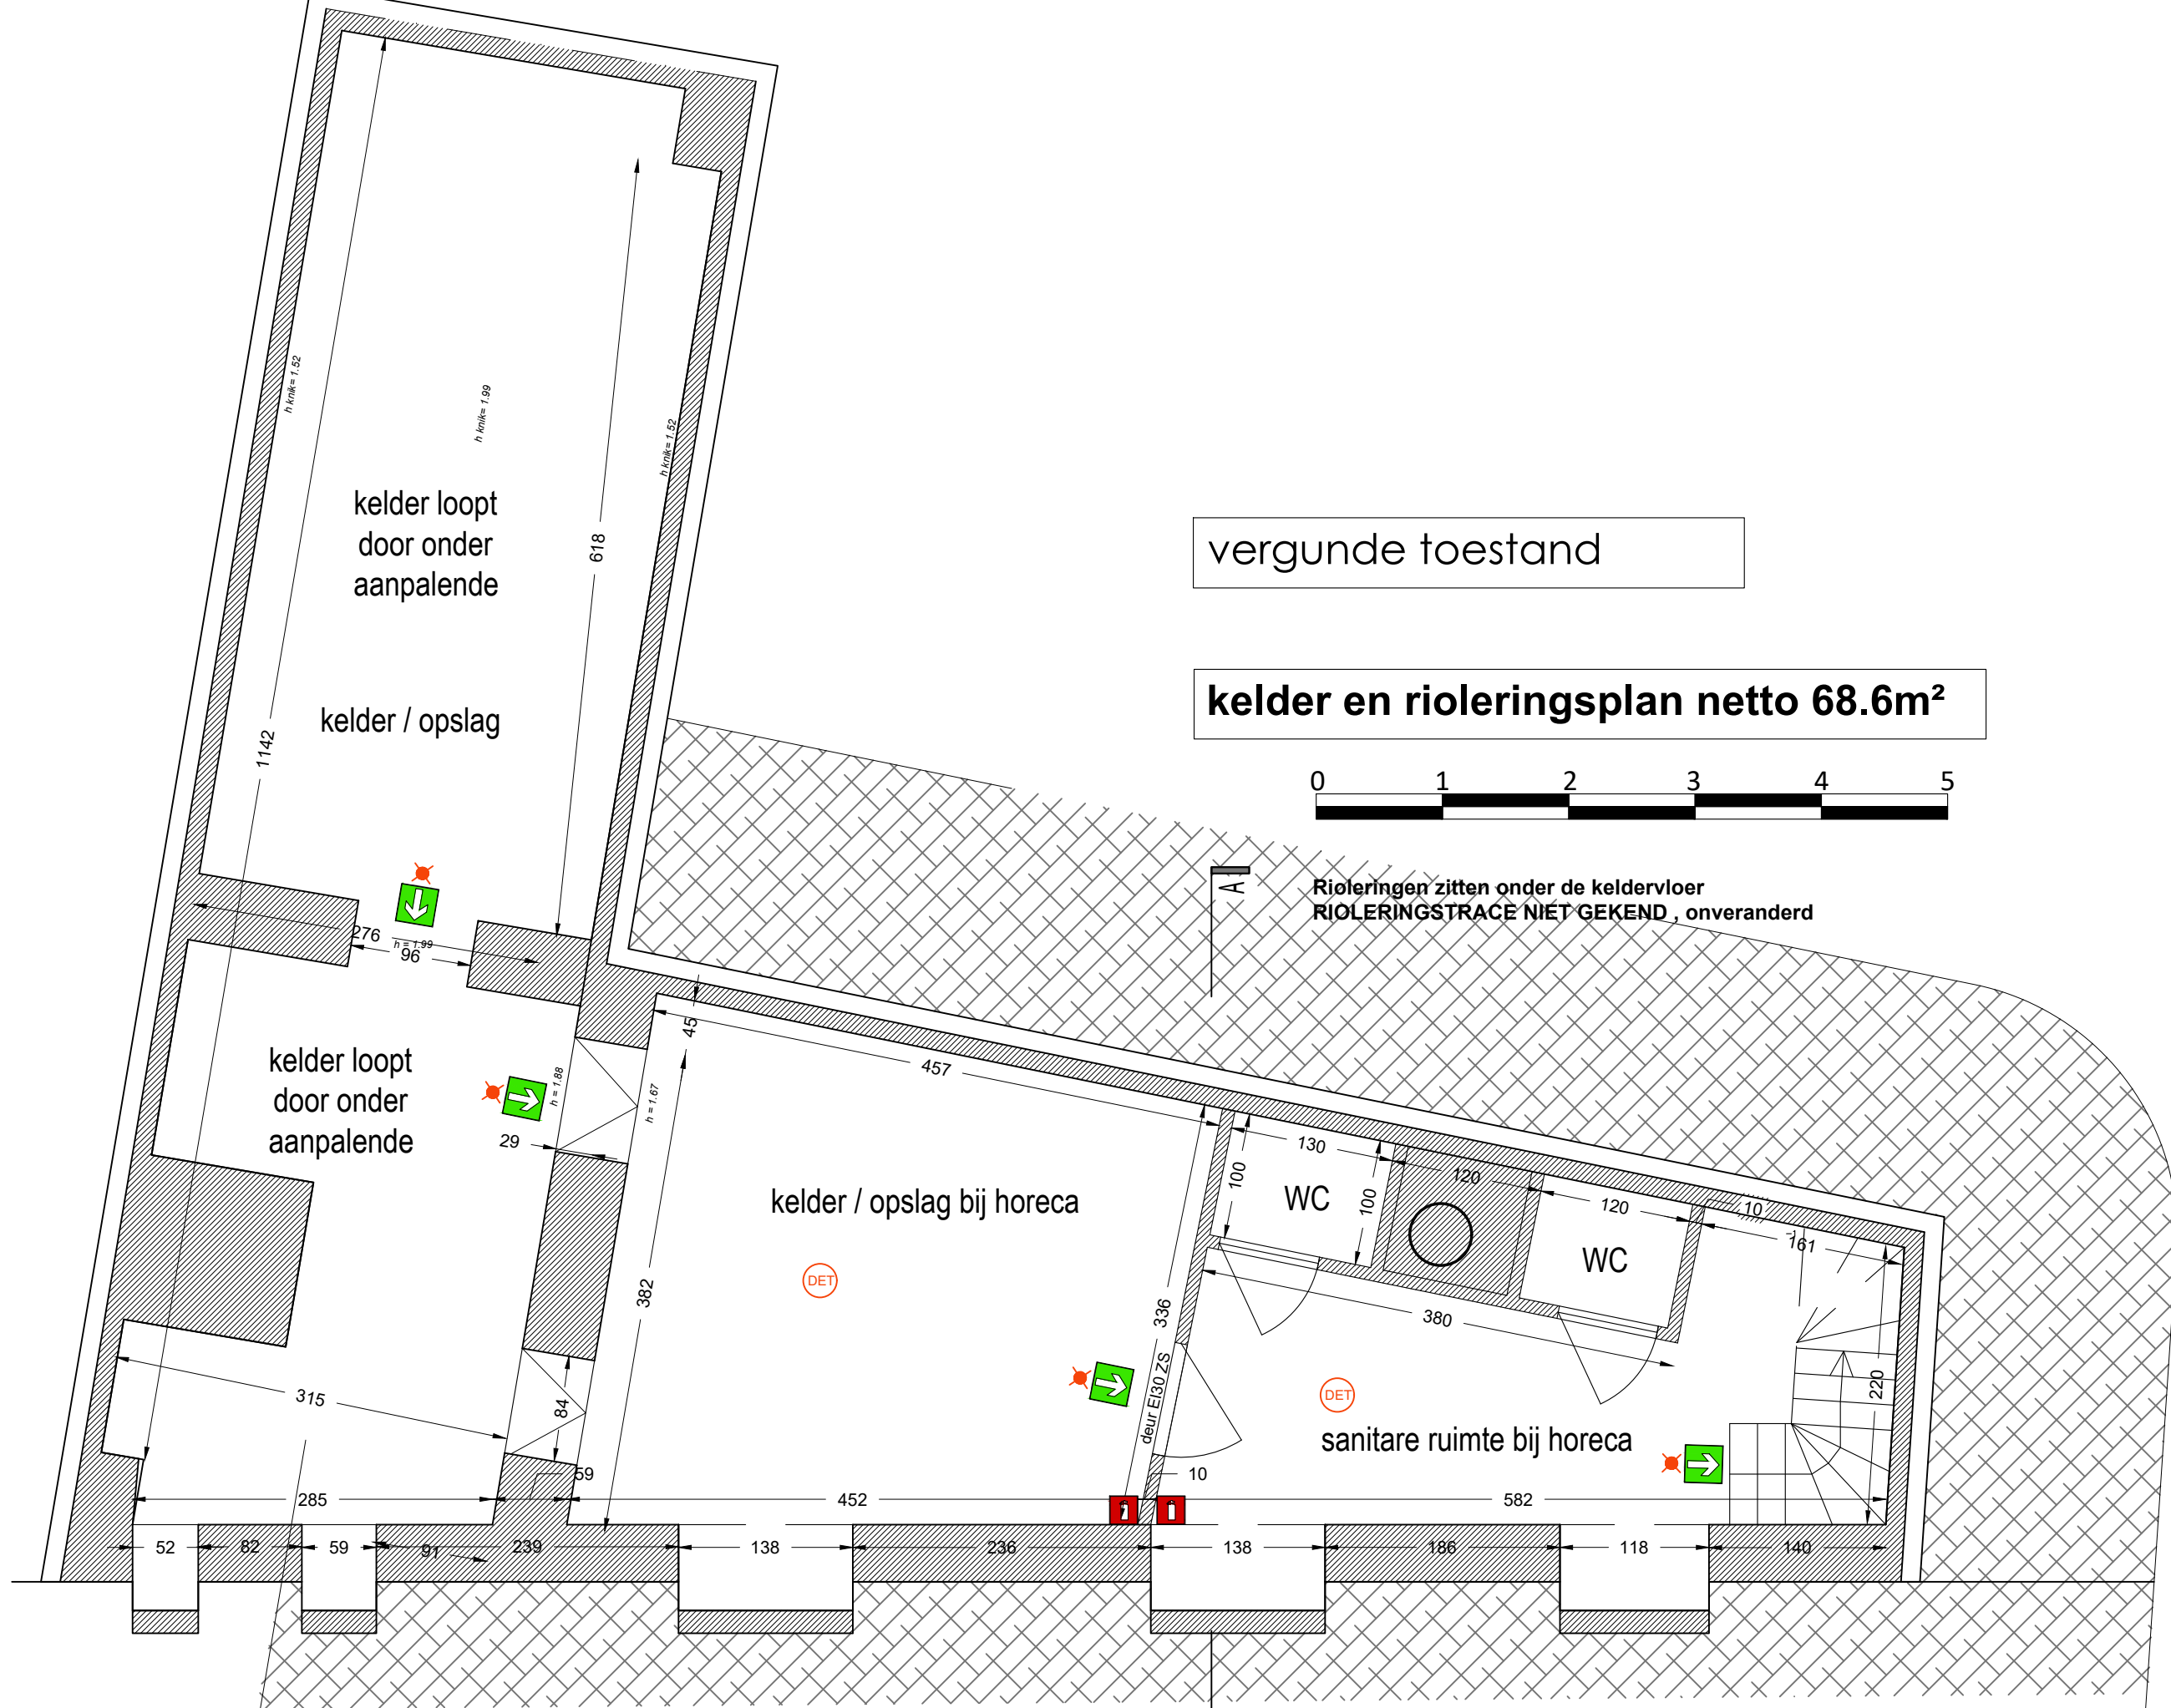 h knik= 1.52
h knik= 1.99
h knik= 1.52
kelder loopt
door onder
aanpalende
618
vergunde toestand
kelder / opslag
1142
kelder en rioleringsplan netto 68.6m²
0 1 2 3 4 5
A
Rioleringen zitten onder de keldervloer
RIOLERINGSTRACE NIET GEKEND , onveranderd
276
h = 1.99
96
kelder loopt
door onder
aanpalende
h = 1.88
h = 1.67
29
45
457
382
kelder / opslag bij horeca
DET
336
deur EI30 ZS
130
100
WC
100
120
120
WC
10
161
380
220
DET
sanitare ruimte bij horeca
315
84
59
10
285
452
582
52
82
59
91
239
138
236
138
186
118
140